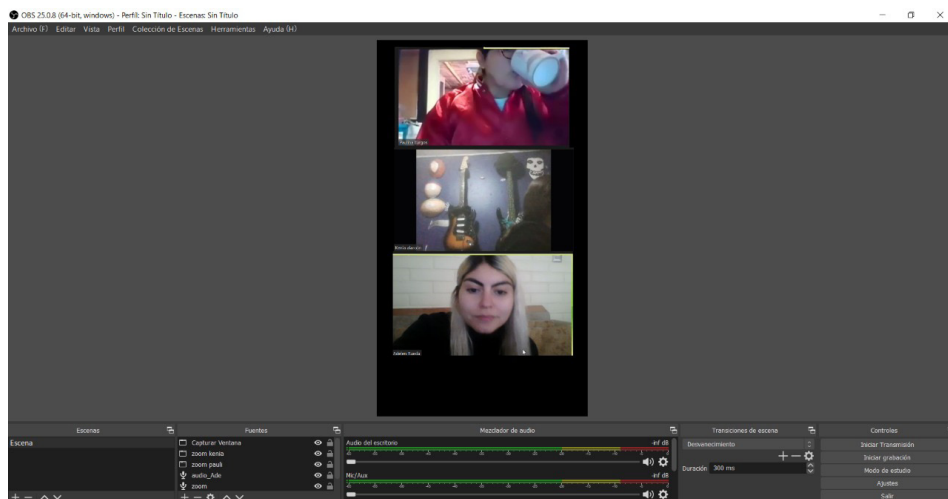 OBS 25.0.8 (64-bit, windows) - Perfil: Sin Título - Escenas: Sin Título
Archivo (F) Editar Vista Perfil Colección de Escenas Herramientas Ayuda (H)
Escenas
Fuentes
Mezclador de audio
Transiciones de escena
Controles
Escena
Capturar Ventana
zoom kenia
zoom pauli
audio_Ade
zoom
Audio del escritorio
-inf dB
Mic/Aux
-inf dB
Desvanecimiento
Duración 300 ms
Iniciar Transmisión
Iniciar grabación
Modo de estudio
Ajustes
Salir